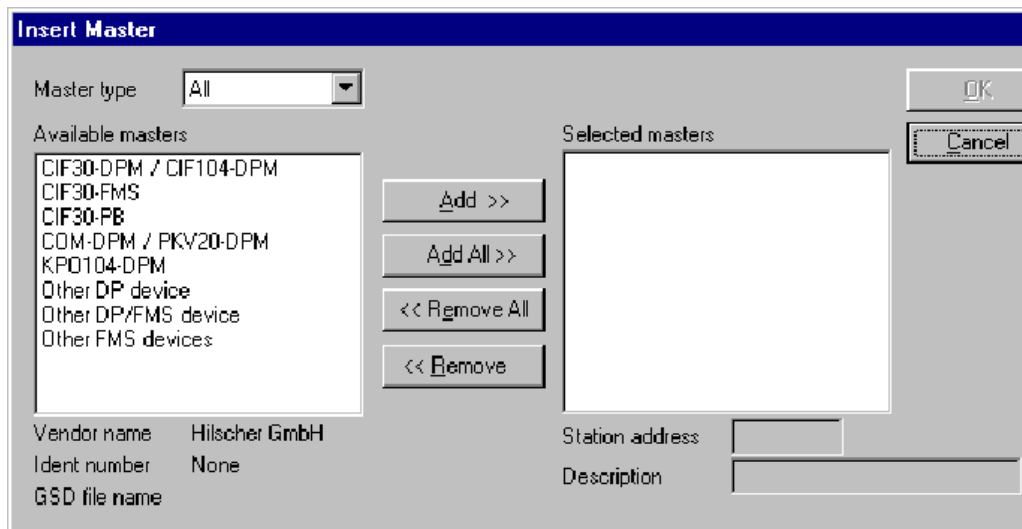 Insert Master
Master type All
OK
Available masters
Selected masters
Cancel
CIF30-DPM / CIF104-DPM
CIF30-FMS
CIF30-PB
COM-DPM / PKV20-DPM
KPO104-DPM
Other DP device
Other DP/FMS device
Other FMS devices
Add >>
Add All >>
<< Remove All
<< Remove
Vendor name Hilscher GmbH
Ident number None
GSD file name
Station address
Description